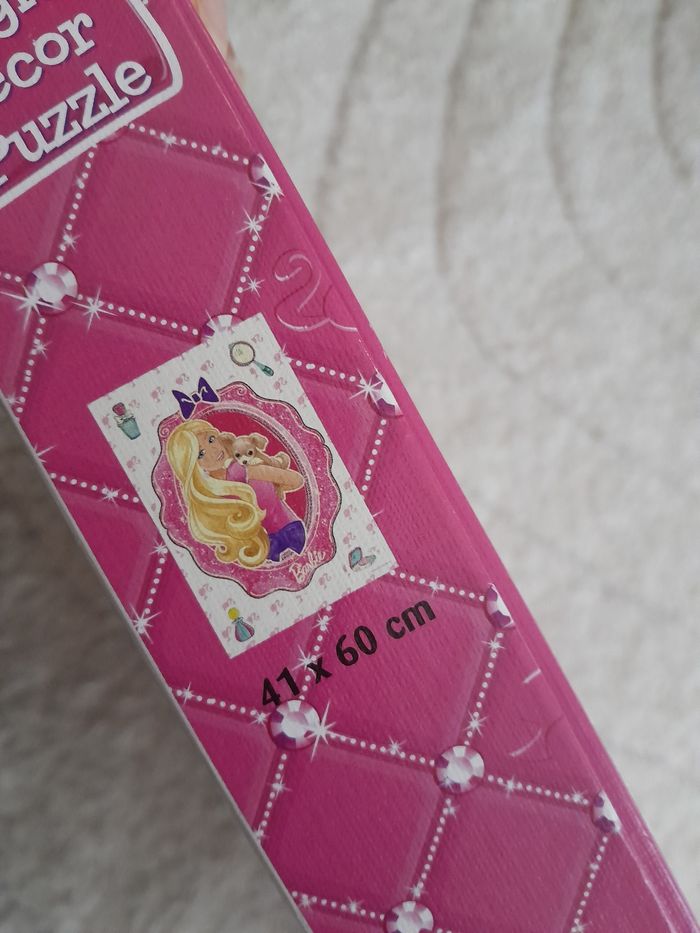 ecor
Puzzle
Barbie
41 x 60 cm